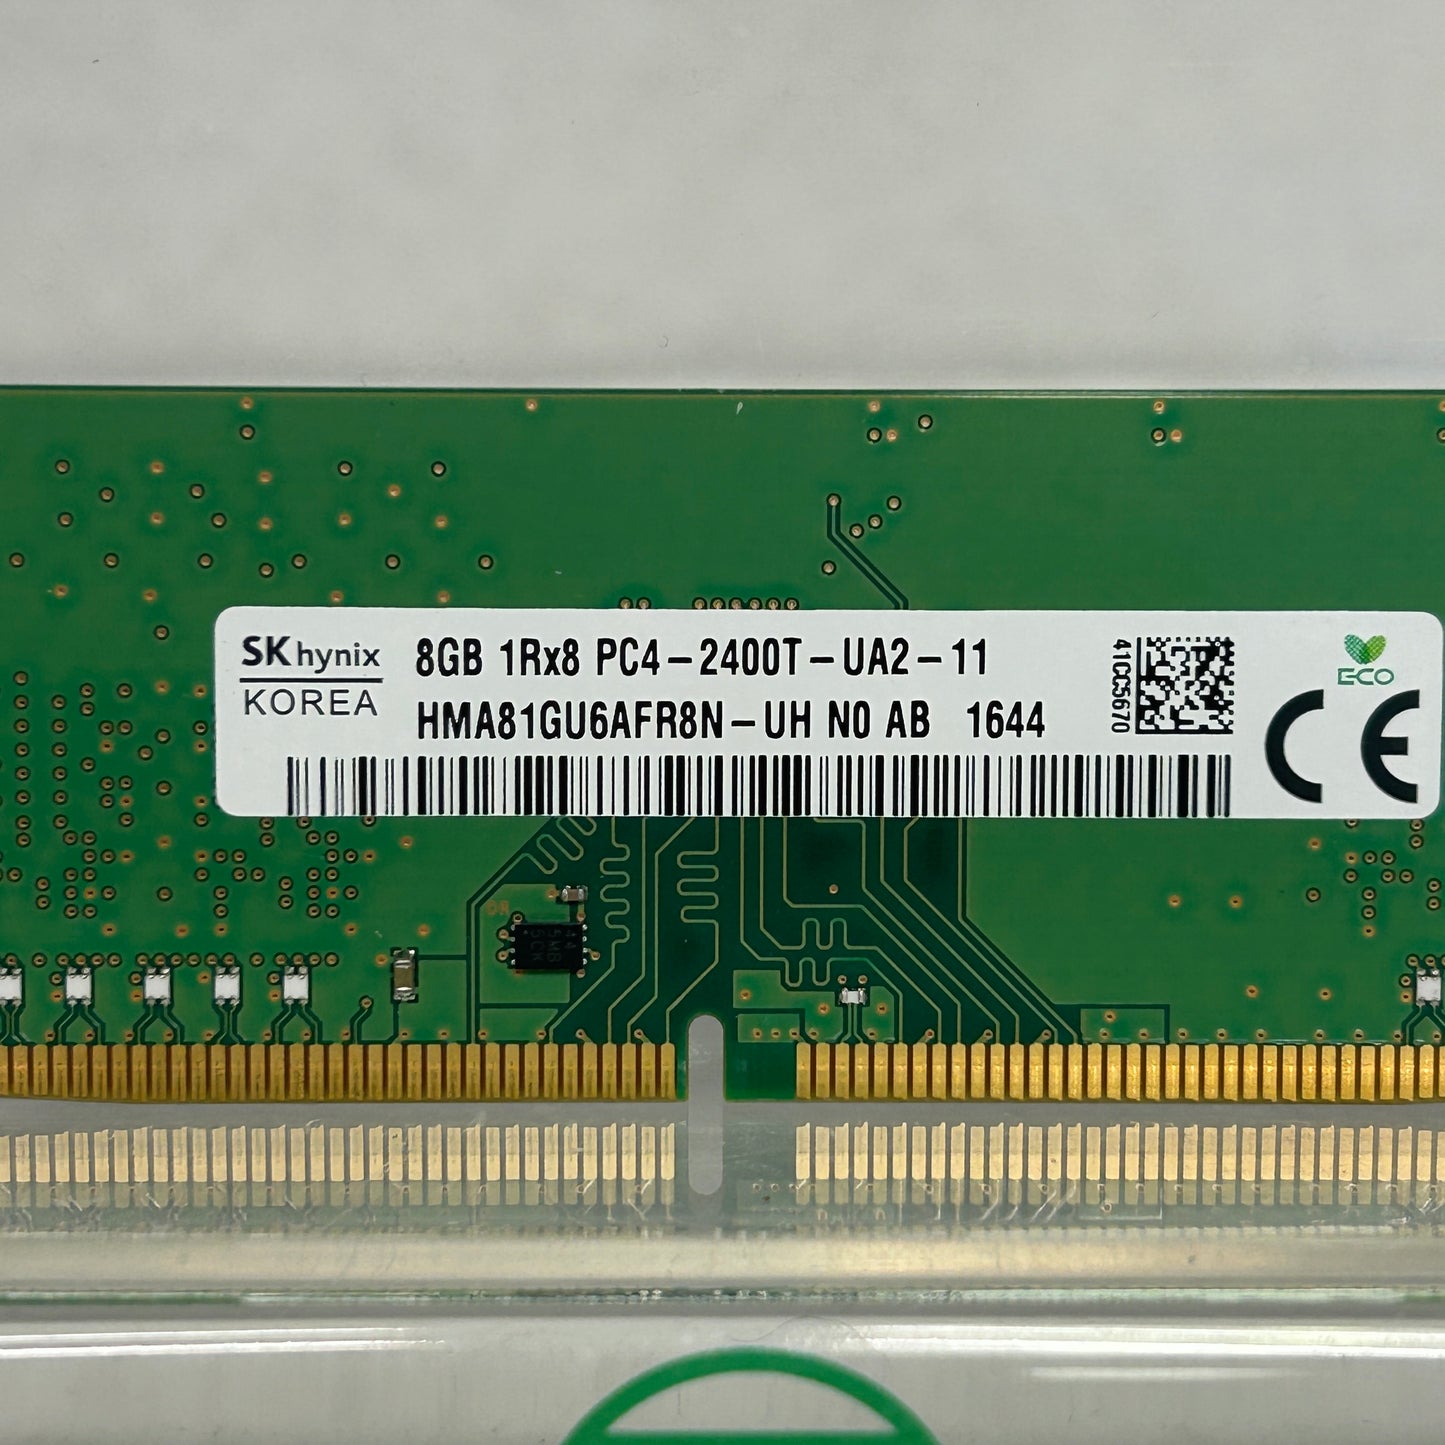 SK hynix
KOREA
8GB 1Rx8 PC4-2400T-UA2-11
HMA81GU6AFR8N-UH N0 AB 1644
41CC5670
ECO
CE